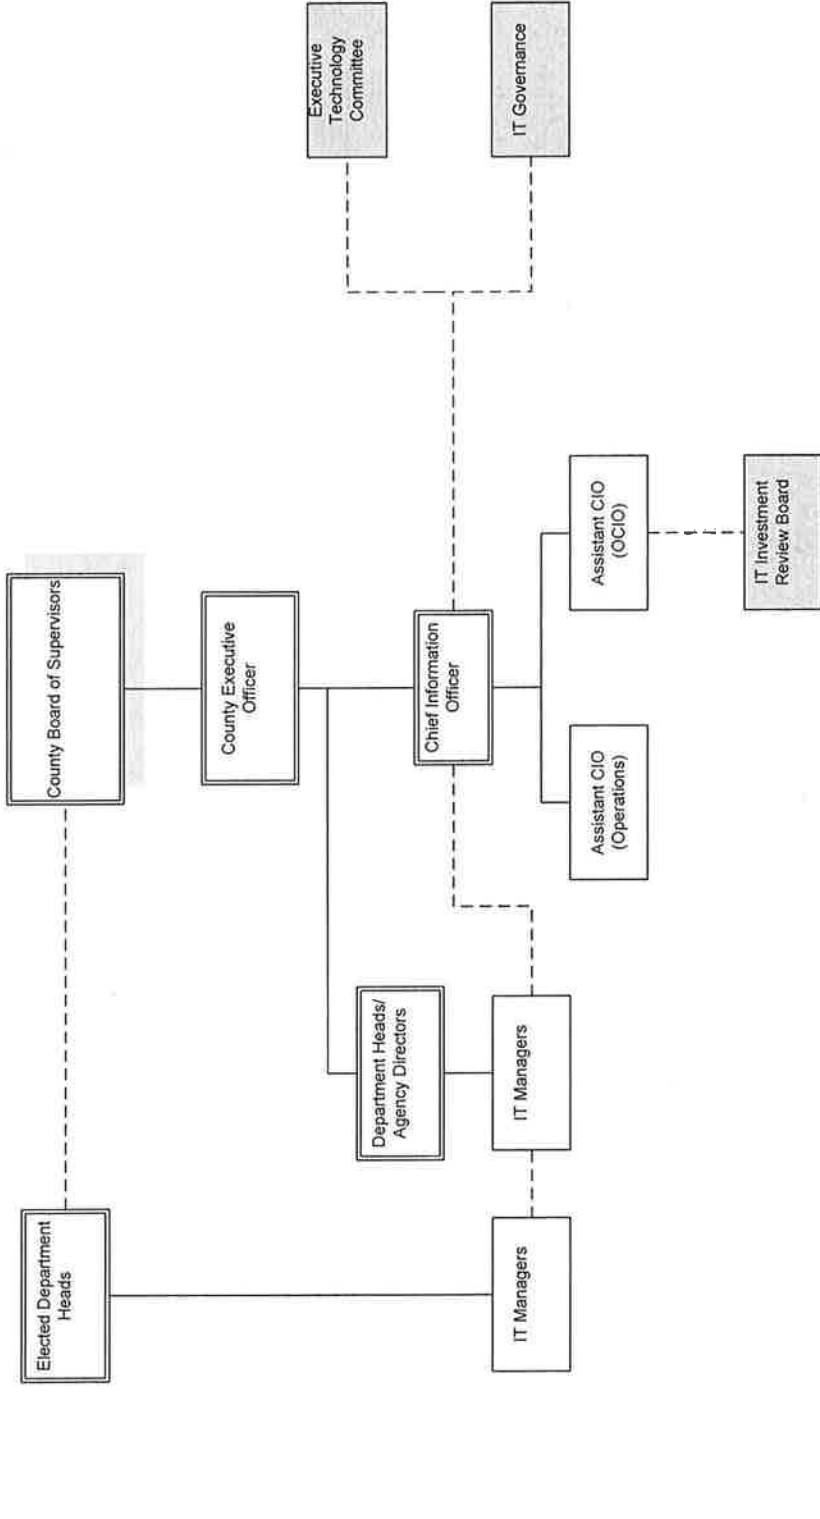 County Board of Supervisors
Elected Department
Heads
County Executive
Officer
Executive
Technology
Committee
Department Heads/
Agency Directors
Chief Information
Officer
IT Governance
IT Managers
IT Managers
Assistant CIO
(Operations)
Assistant CIO
(OCIO)
IT Investment
Review Board